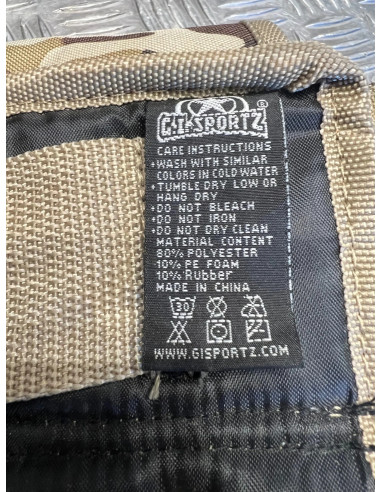 G.I.SPORTZ®
CARE INSTRUCTIONS
•WASH WITH SIMILAR
COLORS IN COLD WATER
•TUMBLE DRY LOW OR
HANG DRY
•DO NOT BLEACH
•DO NOT IRON
•DO NOT DRY CLEAN
MATERIAL CONTENT
80% POLYESTER
10% PE FOAM
10% Rubber
MADE IN CHINA
30
WWW.GISPORTZ.COM